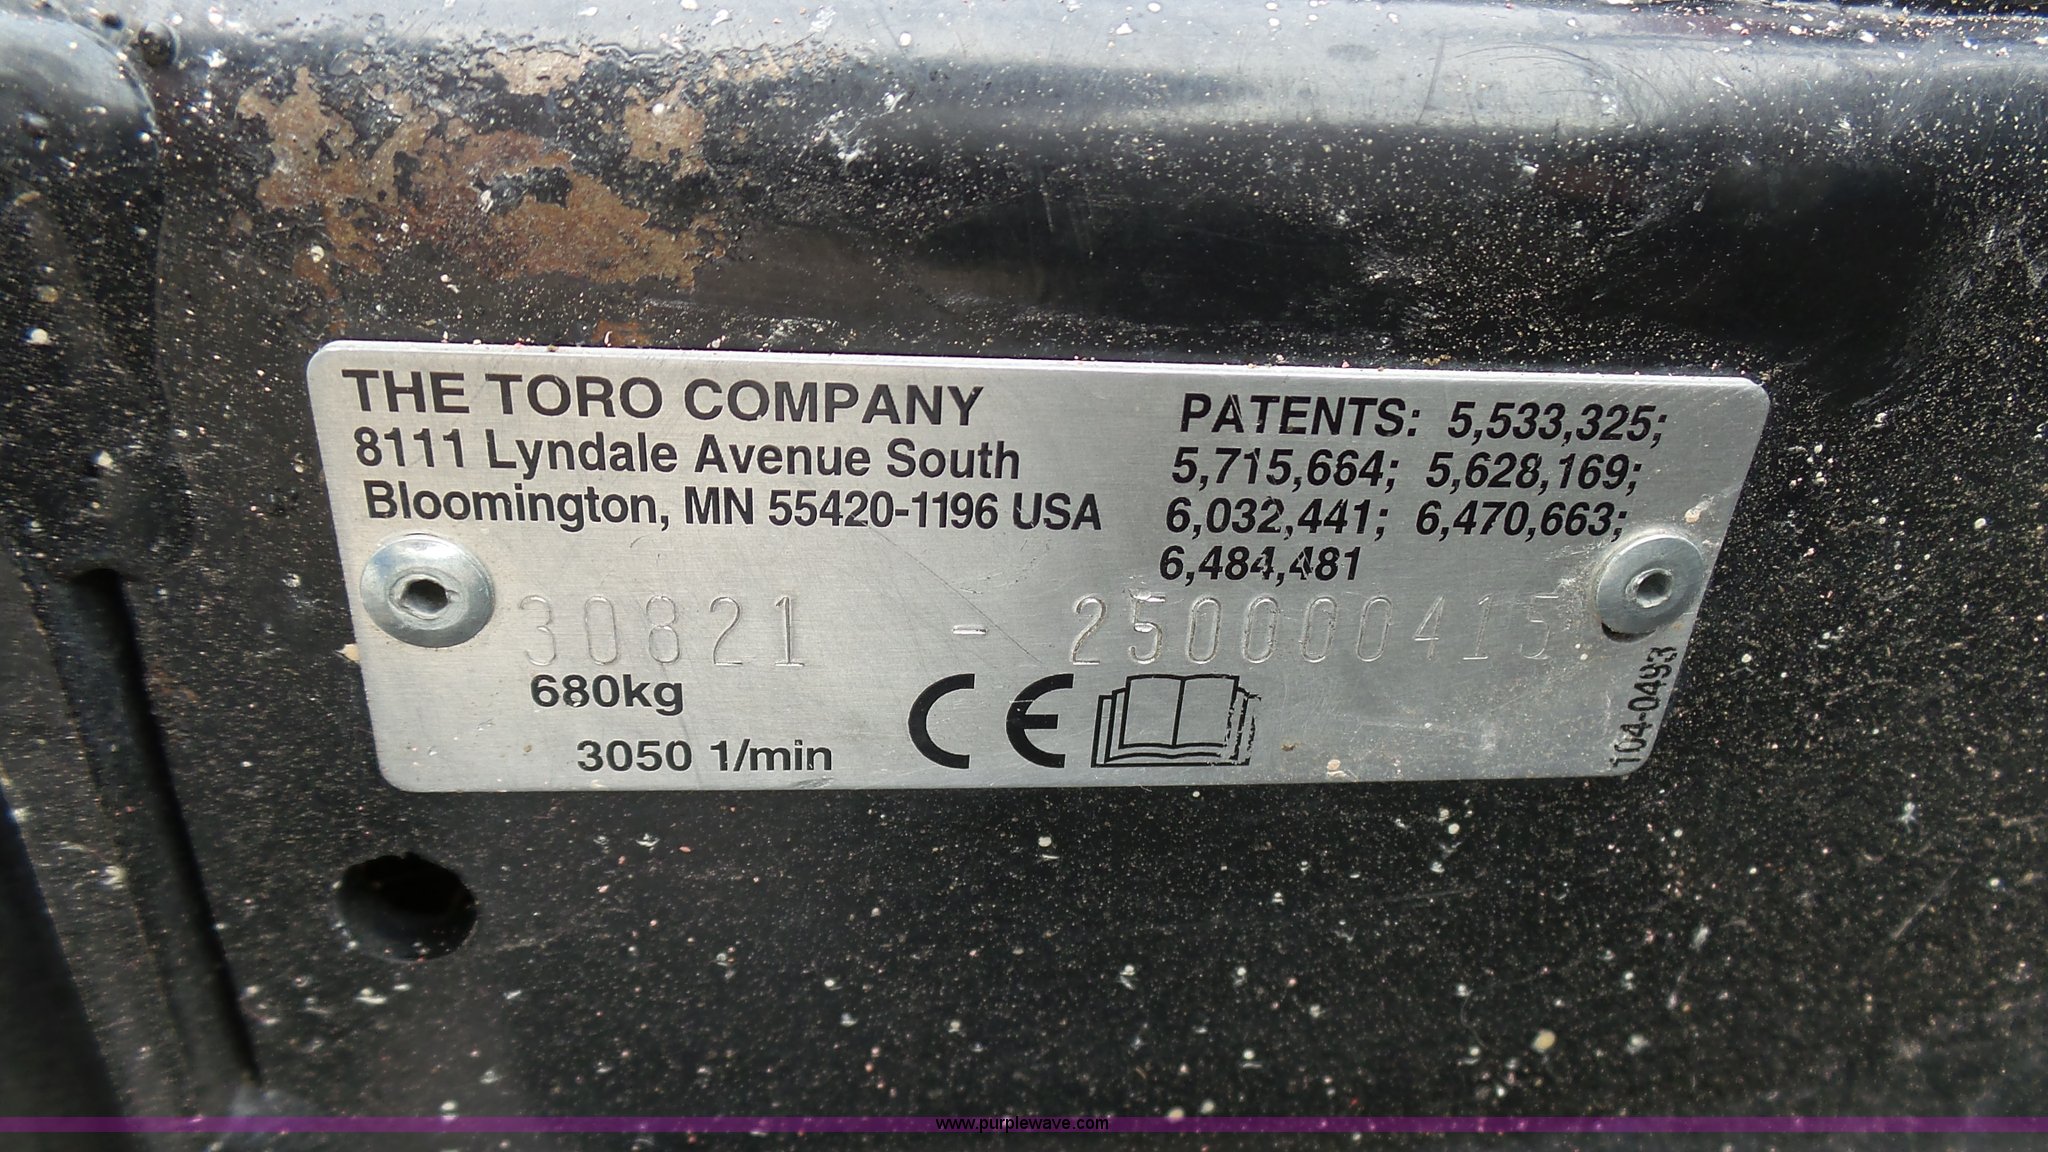 THE TORO COMPANY
8111 Lyndale Avenue South
Bloomington, MN 55420-1196 USA
PATENTS: 5,533,325;
5,715,664; 5,628,169;
6,032,441; 6,470,663;
6,484,481
30821 - 250000415
680kg
3050 1/min
CE
104-0493
www.purplewave.com